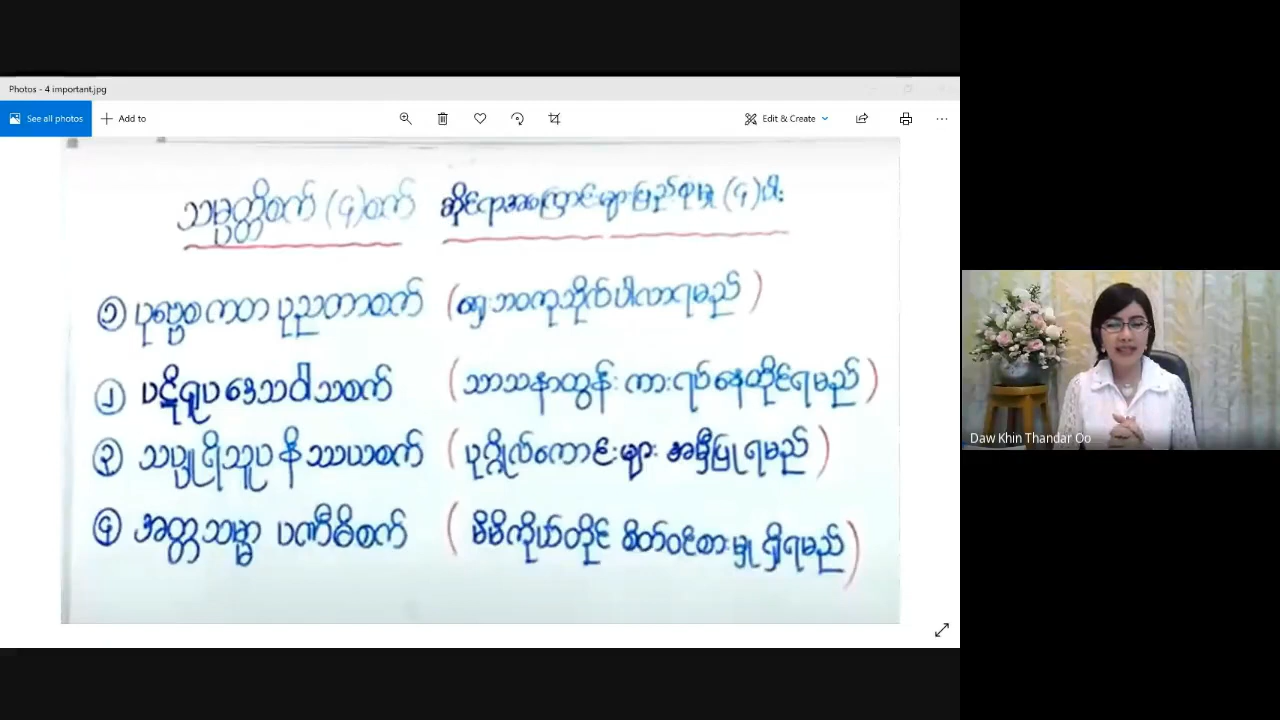 Photos - 4 important.jpg
See all photos
Add to
Edit & Create
သမ္ပတ္တိစက် (၄)စက် ဆိုင်ရာအကြောင်းများပြည့်စုံမှု (၄)ပါး
၁ ပုဗ္ဗေစကတ ပုညတာစက် (ရှေးဘဝကုသိုလ်ပါလာရမည်)
၂ ပဋိရူပဒေသဝါသစက် (သာသနာထွန်းကားရပ်နေထိုင်ရမည်)
၃ သပ္ပုရိသူပနိဿယစက် (ပုဂ္ဂိုလ်ကောင်းများ အမှီပြုရမည်)
၄ အတ္တသမ္မာ ပဏီဓိစက် (မိမိကိုယ်တိုင် စိတ်ဝင်စားမှု ရှိရမည်)
Daw Khin Thandar Oo